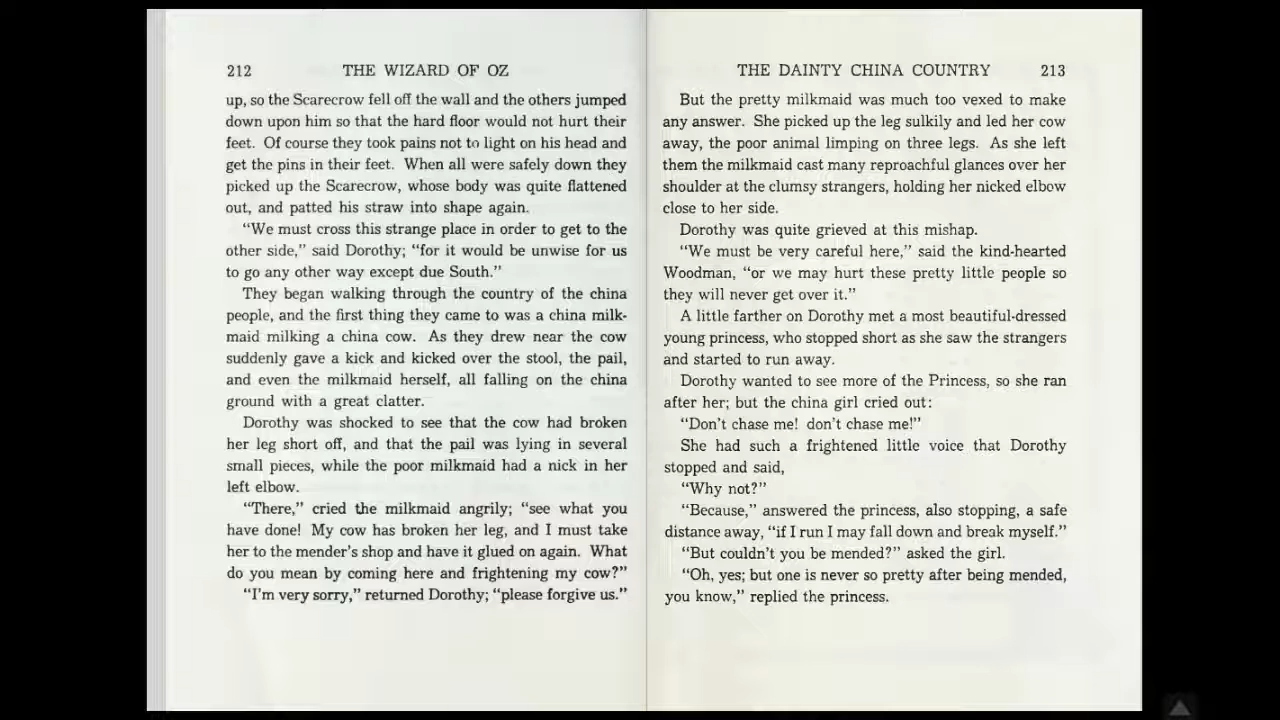 212 THE WIZARD OF OZ
up, so the Scarecrow fell off the wall and the others jumped
down upon him so that the hard floor would not hurt their
feet. Of course they took pains not to light on his head and
get the pins in their feet. When all were safely down they
picked up the Scarecrow, whose body was quite flattened
out, and patted his straw into shape again.
“We must cross this strange place in order to get to the
other side,” said Dorothy; “for it would be unwise for us
to go any other way except due South.”
They began walking through the country of the china
people, and the first thing they came to was a china milk-
maid milking a china cow. As they drew near the cow
suddenly gave a kick and kicked over the stool, the pail,
and even the milkmaid herself, all falling on the china
ground with a great clatter.
Dorothy was shocked to see that the cow had broken
her leg short off, and that the pail was lying in several
small pieces, while the poor milkmaid had a nick in her
left elbow.
“There,” cried the milkmaid angrily; “see what you
have done! My cow has broken her leg, and I must take
her to the mender’s shop and have it glued on again. What
do you mean by coming here and frightening my cow?”
“I’m very sorry,” returned Dorothy; “please forgive us.”
THE DAINTY CHINA COUNTRY 213
But the pretty milkmaid was much too vexed to make
any answer. She picked up the leg sulkily and led her cow
away, the poor animal limping on three legs. As she left
them the milkmaid cast many reproachful glances over her
shoulder at the clumsy strangers, holding her nicked elbow
close to her side.
Dorothy was quite grieved at this mishap.
“We must be very careful here,” said the kind-hearted
Woodman, “or we may hurt these pretty little people so
they will never get over it.”
A little farther on Dorothy met a most beautiful-dressed
young princess, who stopped short as she saw the strangers
and started to run away.
Dorothy wanted to see more of the Princess, so she ran
after her; but the china girl cried out:
“Don’t chase me! don’t chase me!”
She had such a frightened little voice that Dorothy
stopped and said,
“Why not?”
“Because,” answered the princess, also stopping, a safe
distance away, “if I run I may fall down and break myself.”
“But couldn’t you be mended?” asked the girl.
“Oh, yes; but one is never so pretty after being mended,
you know,” replied the princess.